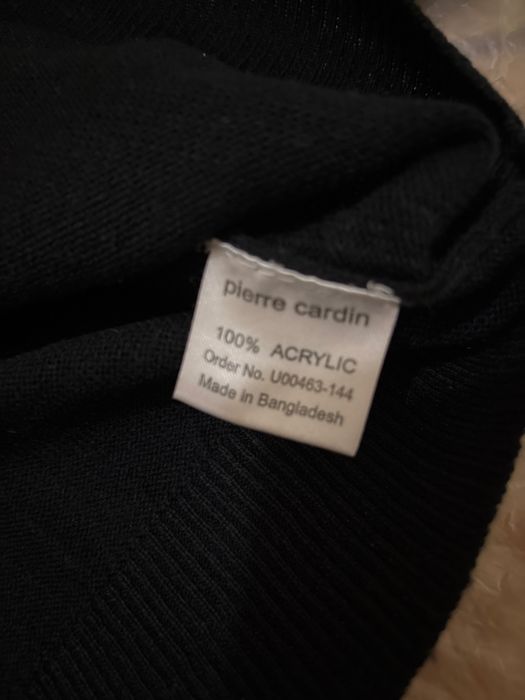 pierre cardin
100% ACRYLIC
Order No. U00463-144
Made in Bangladesh